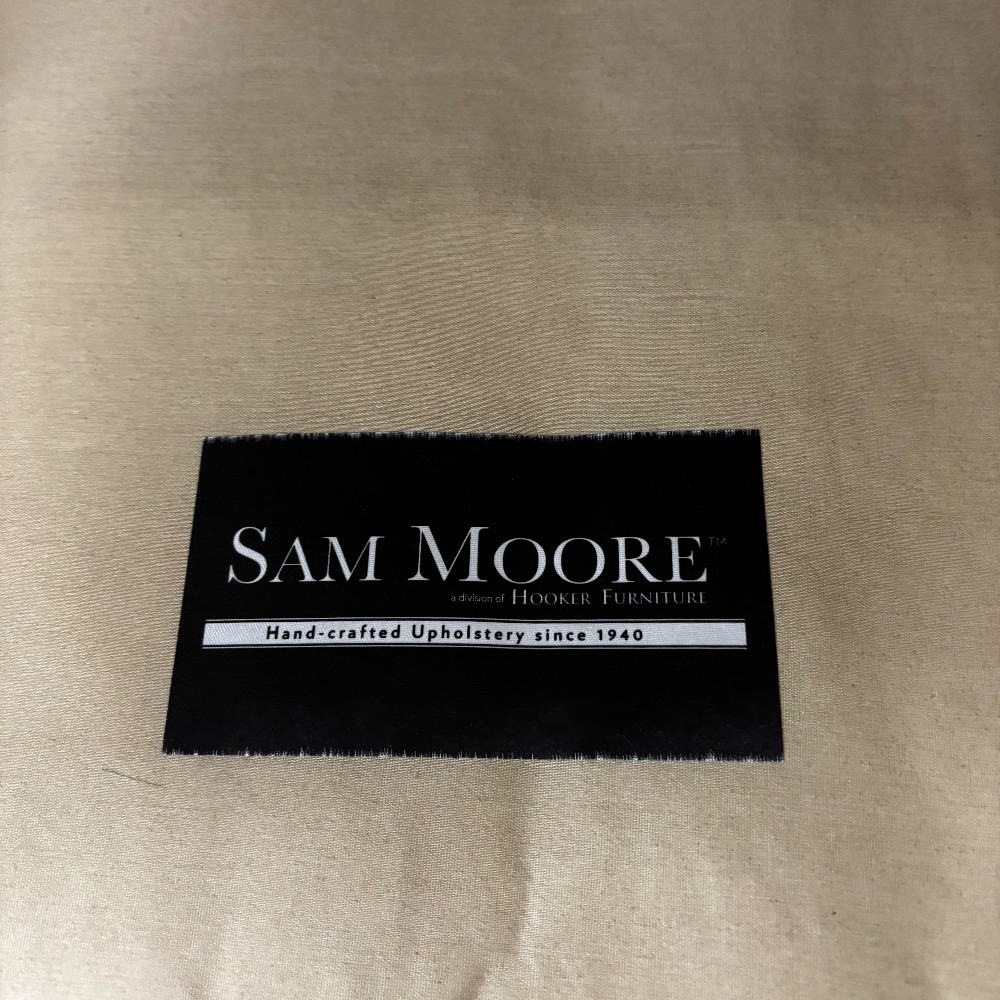 SAM MOORE™
a division of HOOKER FURNITURE
Hand-crafted Upholstery since 1940